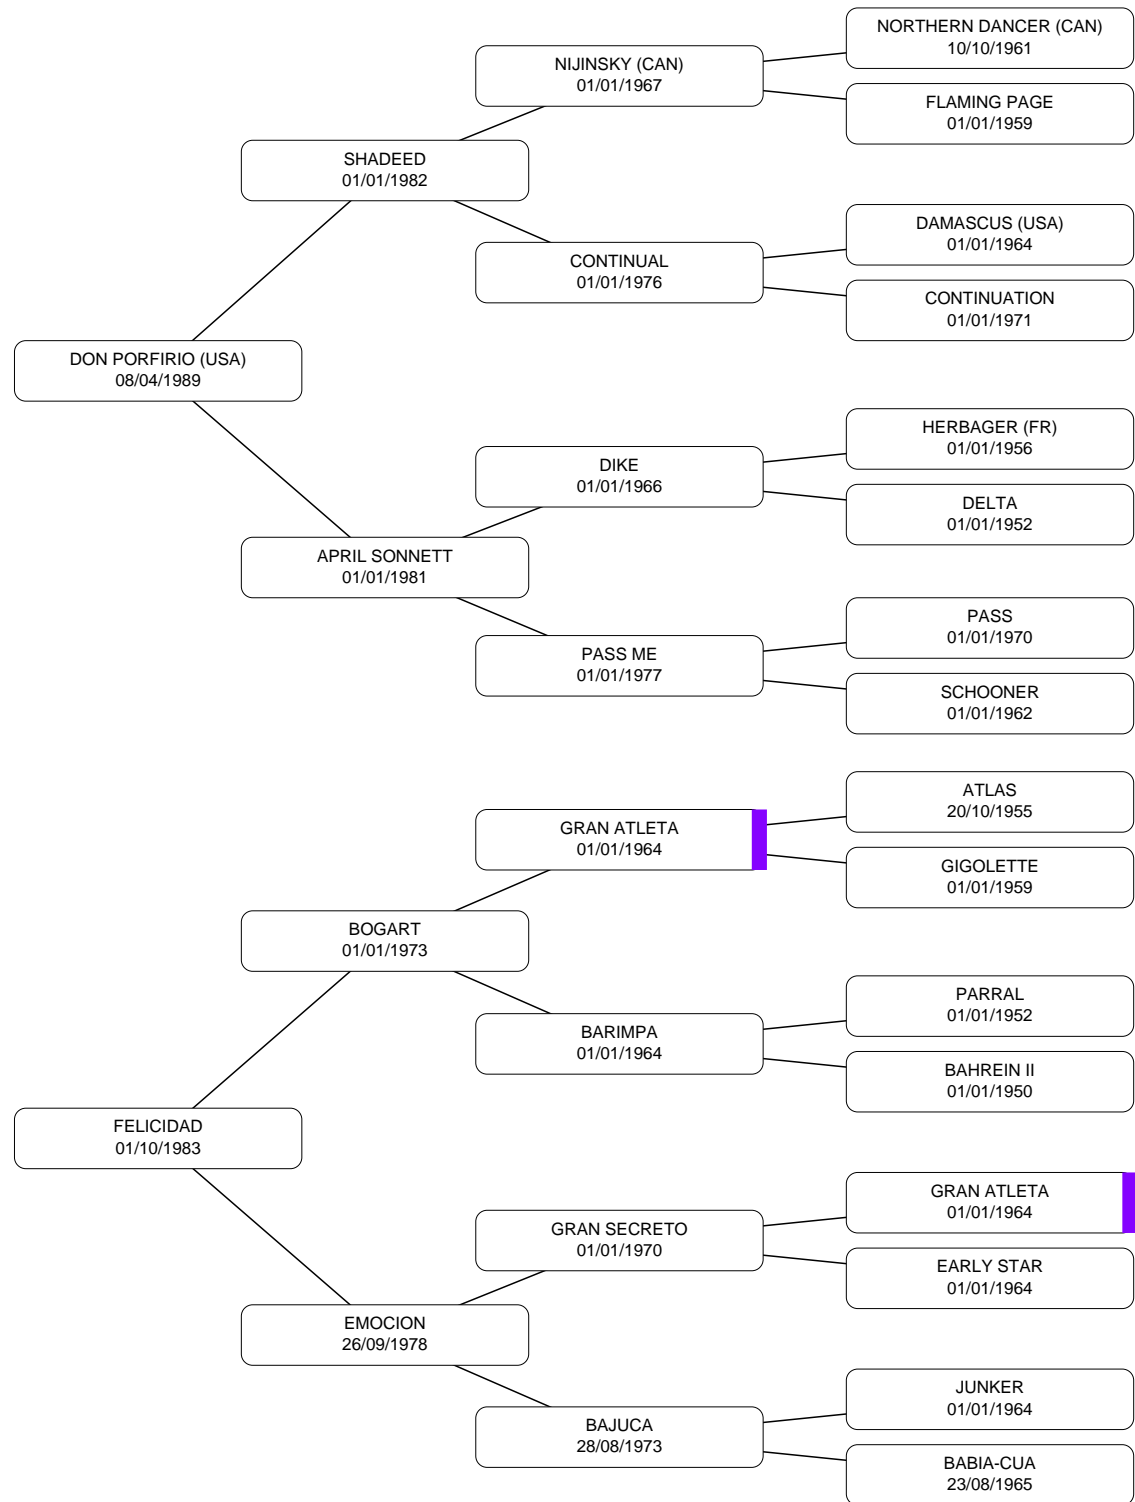 NORTHERN DANCER (CAN)
10/10/1961
NIJINSKY (CAN)
01/01/1967
FLAMING PAGE
01/01/1959
SHADEED
01/01/1982
DAMASCUS (USA)
01/01/1964
CONTINUAL
01/01/1976
CONTINUATION
01/01/1971
DON PORFIRIO (USA)
08/04/1989
HERBAGER (FR)
01/01/1956
DIKE
01/01/1966
DELTA
01/01/1952
APRIL SONNETT
01/01/1981
PASS
01/01/1970
PASS ME
01/01/1977
SCHOONER
01/01/1962
ATLAS
20/10/1955
GRAN ATLETA
01/01/1964
GIGOLETTE
01/01/1959
BOGART
01/01/1973
PARRAL
01/01/1952
BARIMPA
01/01/1964
BAHREIN II
01/01/1950
FELICIDAD
01/10/1983
GRAN ATLETA
01/01/1964
GRAN SECRETO
01/01/1970
EARLY STAR
01/01/1964
EMOCION
26/09/1978
JUNKER
01/01/1964
BAJUCA
28/08/1973
BABIA-CUA
23/08/1965